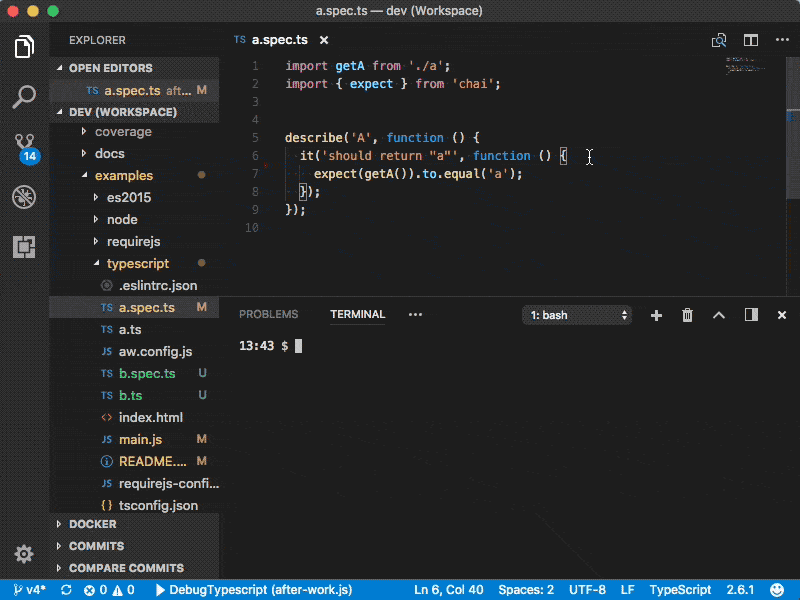 a.spec.ts — dev (Workspace)
EXPLORER
OPEN EDITORS
TS a.spec.ts aft... M
DEV (WORKSPACE)
coverage
docs
examples
es2015
node
requirejs
typescript
.eslintrc.json
TS a.spec.ts M
TS a.ts
JS aw.config.js
TS b.spec.ts U
TS b.ts U
<> index.html
JS main.js M
README.... M
JS requirejs-confi...
{} tsconfig.json
DOCKER
COMMITS
COMPARE COMMITS
14
TS a.spec.ts ×
1 import getA from './a';
2 import { expect } from 'chai';
3
4
5 describe('A', function () {
6 it('should return "a"', function () {
7 expect(getA()).to.equal('a');
8 });
9 });
10
PROBLEMS TERMINAL ••• 1: bash
13:43 $
v4* 0 0 DebugTypescript (after-work.js) Ln 6, Col 40 Spaces: 2 UTF-8 LF TypeScript 2.6.1